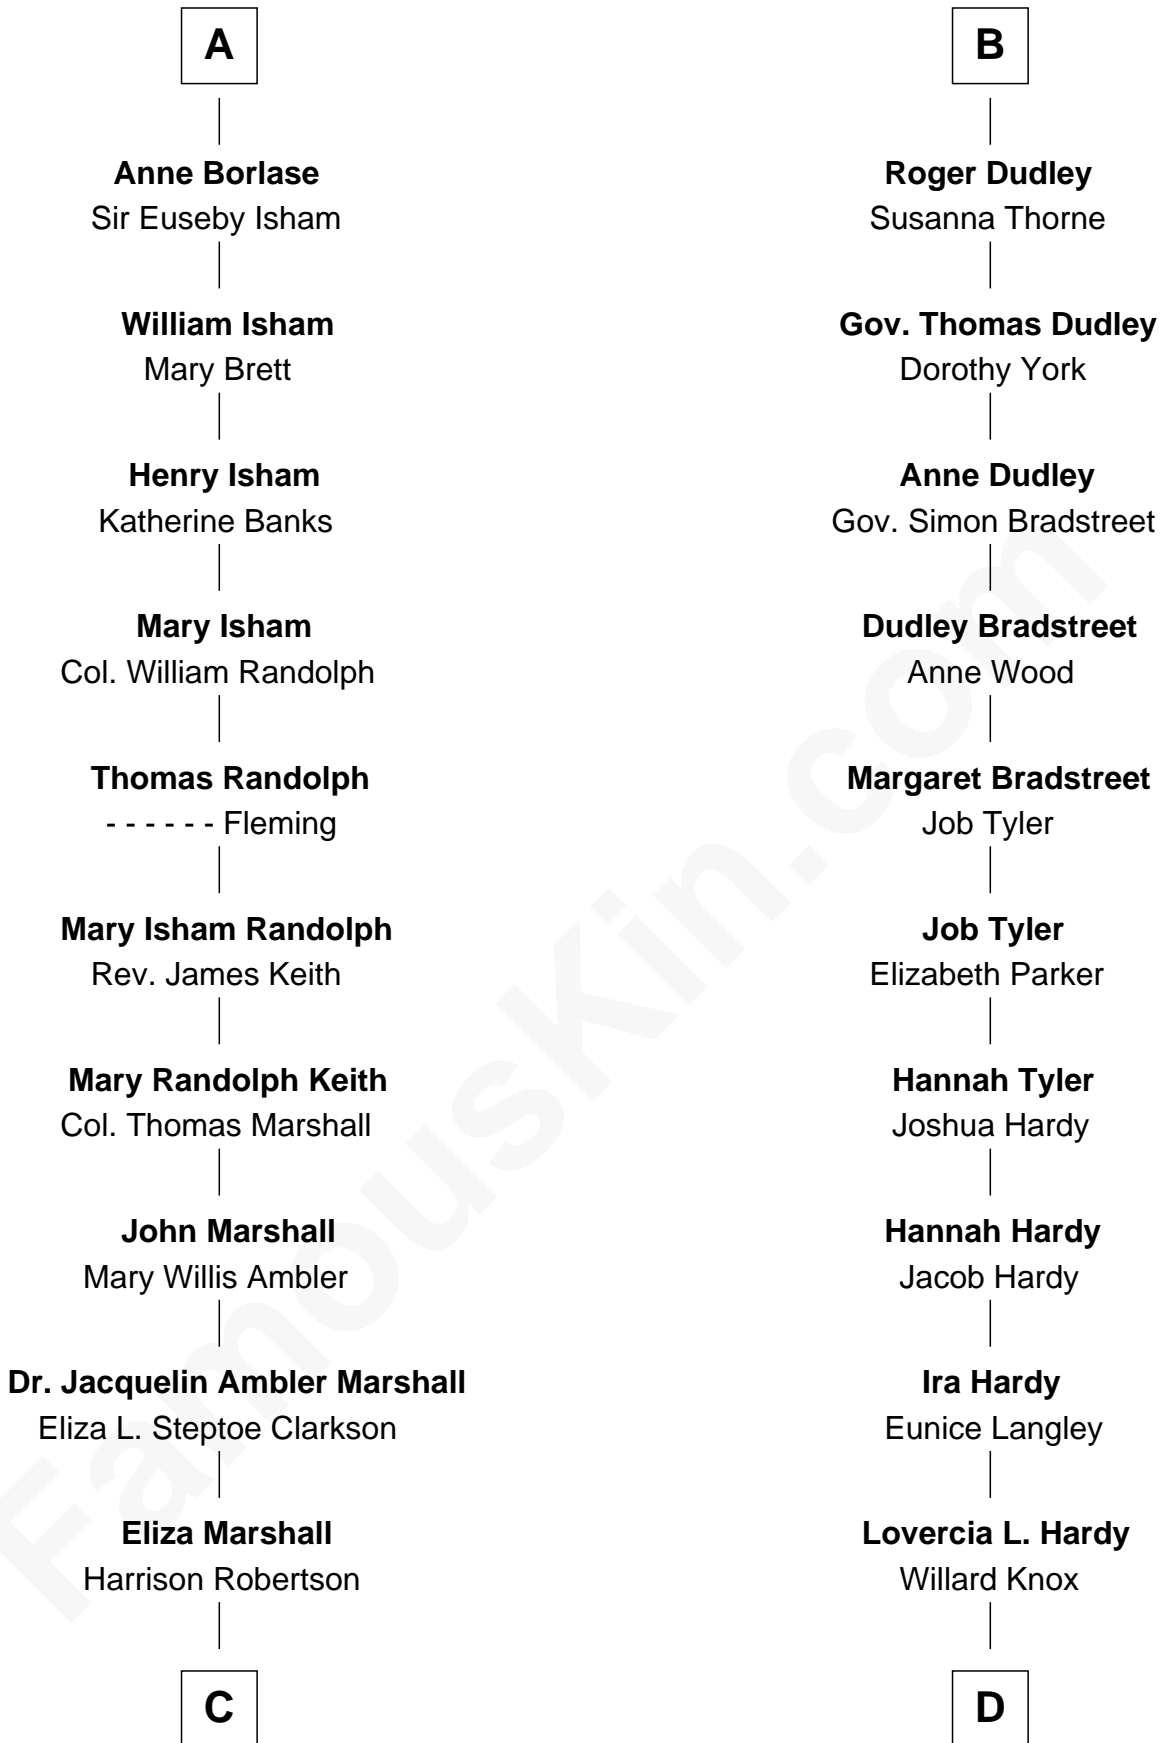 A
Anne Borlase
Sir Euseby Isham
William Isham
Mary Brett
Henry Isham
Katherine Banks
Mary Isham
Col. William Randolph
Thomas Randolph
- - - - - - Fleming
Mary Isham Randolph
Rev. James Keith
Mary Randolph Keith
Col. Thomas Marshall
John Marshall
Mary Willis Ambler
Dr. Jacquelin Ambler Marshall
Eliza L. Steptoe Clarkson
Eliza Marshall
Harrison Robertson
C
B
Roger Dudley
Susanna Thorne
Gov. Thomas Dudley
Dorothy York
Anne Dudley
Gov. Simon Bradstreet
Dudley Bradstreet
Anne Wood
Margaret Bradstreet
Job Tyler
Job Tyler
Elizabeth Parker
Hannah Tyler
Joshua Hardy
Hannah Hardy
Jacob Hardy
Ira Hardy
Eunice Langley
Lovercia L. Hardy
Willard Knox
D
FamousKin.com